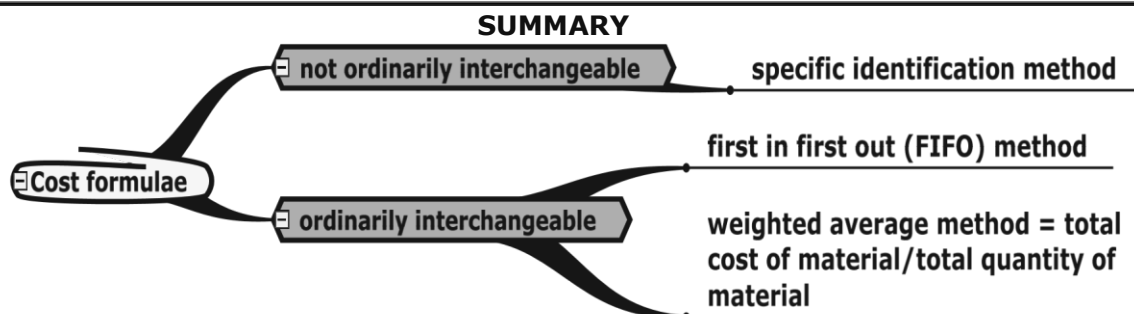 SUMMARY
not ordinarily interchangeable
specific identification method
Cost formulae
first in first out (FIFO) method
ordinarily interchangeable
weighted average method = total
cost of material/total quantity of
material